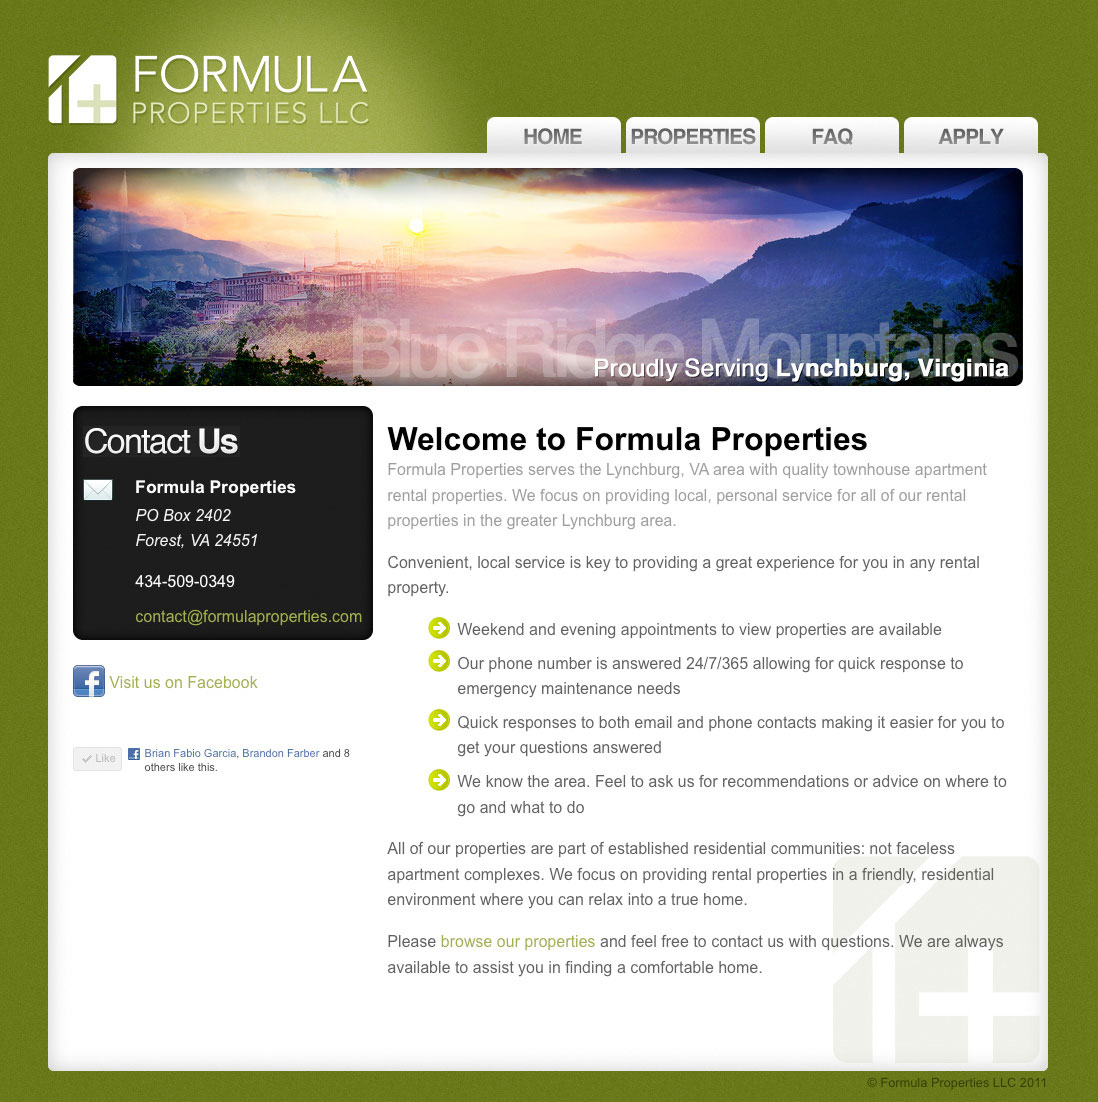 FORMULA
PROPERTIES LLC
HOME
PROPERTIES
FAQ
APPLY
Blue Ridge Mountains
Proudly Serving Lynchburg, Virginia
Contact Us
Formula Properties
PO Box 2402
Forest, VA 24551
434-509-0349
contact@formulaproperties.com
Visit us on Facebook
Like
Brian Fabio Garcia, Brandon Farber and 8
others like this.
Welcome to Formula Properties
Formula Properties serves the Lynchburg, VA area with quality townhouse apartment
rental properties. We focus on providing local, personal service for all of our rental
properties in the greater Lynchburg area.
Convenient, local service is key to providing a great experience for you in any rental
property.
Weekend and evening appointments to view properties are available
Our phone number is answered 24/7/365 allowing for quick response to
emergency maintenance needs
Quick responses to both email and phone contacts making it easier for you to
get your questions answered
We know the area. Feel to ask us for recommendations or advice on where to
go and what to do
All of our properties are part of established residential communities: not faceless
apartment complexes. We focus on providing rental properties in a friendly, residential
environment where you can relax into a true home.
Please browse our properties and feel free to contact us with questions. We are always
available to assist you in finding a comfortable home.
© Formula Properties LLC 2011